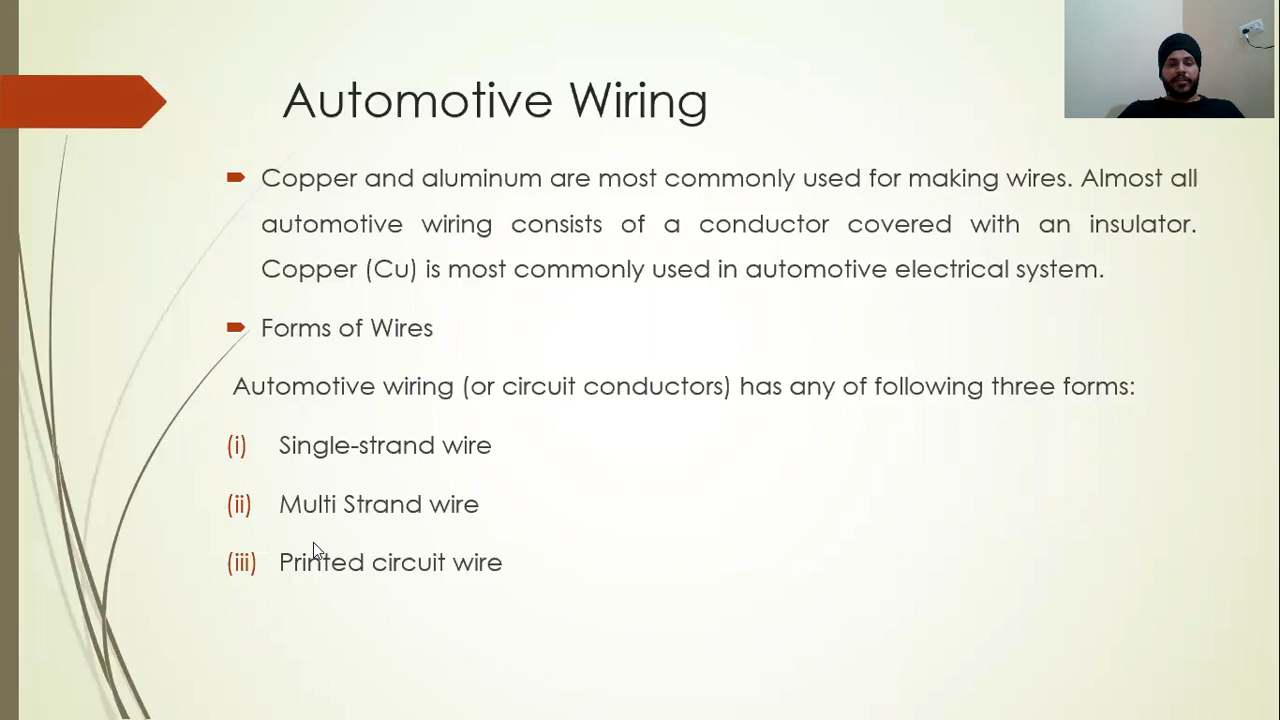 Automotive Wiring
Copper and aluminum are most commonly used for making wires. Almost all
automotive wiring consists of a conductor covered with an insulator.
Copper (Cu) is most commonly used in automotive electrical system.
Forms of Wires
Automotive wiring (or circuit conductors) has any of following three forms:
(i) Single-strand wire
(ii) Multi Strand wire
(iii) Printed circuit wire